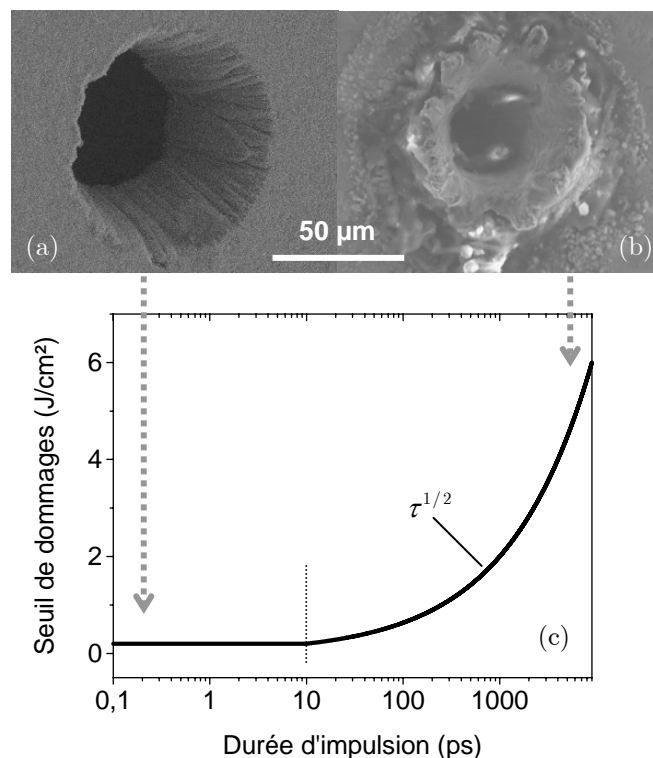 50 µm
(a)
(b)
6
4
2
0
Seuil de dommages (J/cm²)
τ^{1/2}
(c)
0,1
1
10
100
1000
Durée d'impulsion (ps)